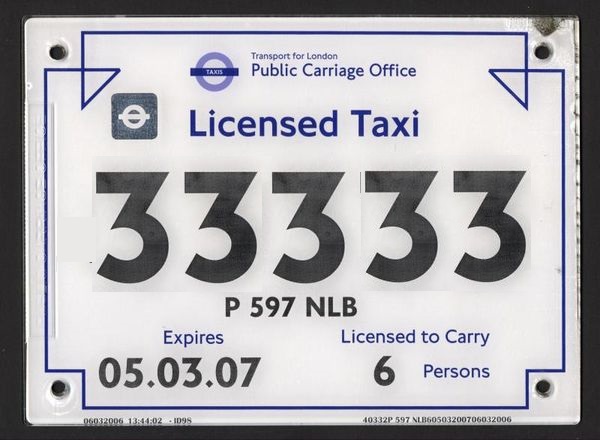 Transport for London
TAXIS
Public Carriage Office
Licensed Taxi
33333
P 597 NLB
Expires
Licensed to Carry
05.03.07
6 Persons
06032006 13:44:02 - ID98
40332P 597 NLB60503200706032006